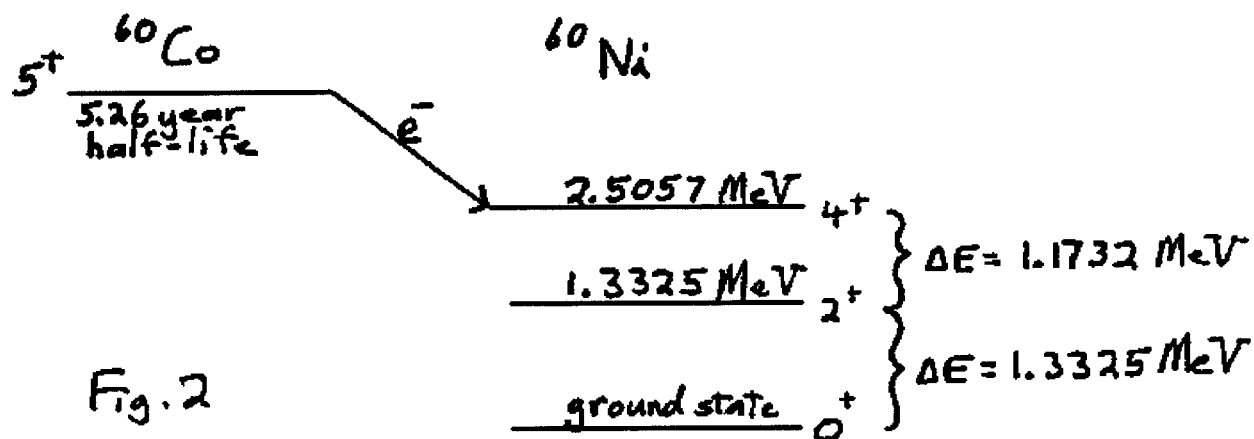 ⁶⁰Co
⁶⁰Ni
5⁺
5.26 year
half-life
e⁻
2.5057 MeV 4⁺
ΔE = 1.1732 MeV
1.3325 MeV 2⁺
ΔE = 1.3325 MeV
Fig. 2
ground state 0⁺